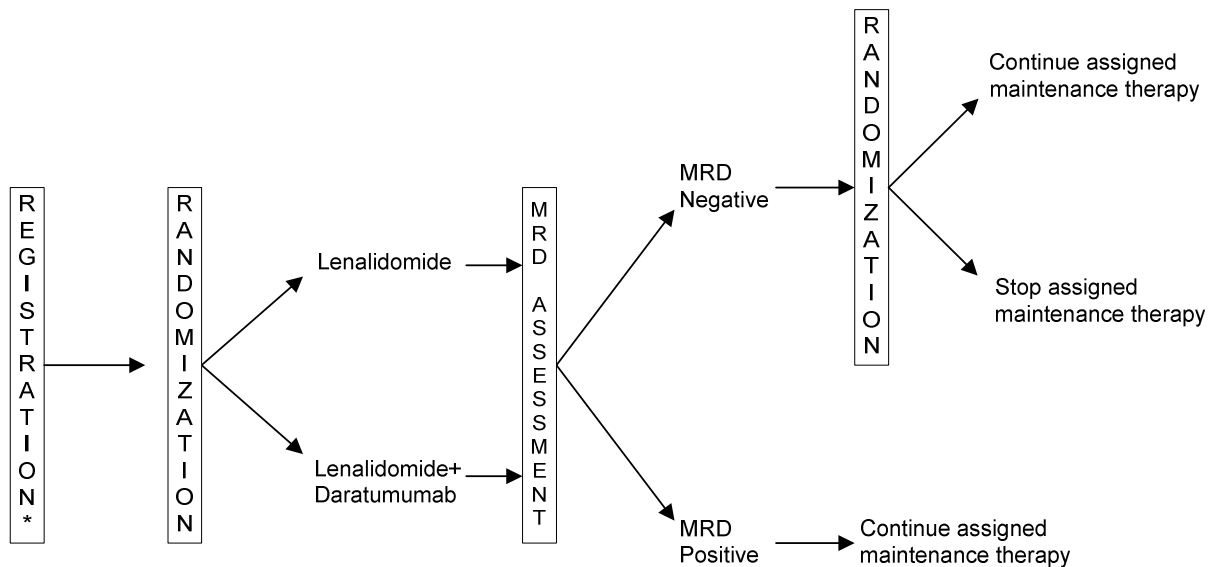 REGISTRATION*
RANDOMIZATION
Lenalidomide
Lenalidomide+
Daratumumab
MRD ASSESSMENT
MRD
Negative
MRD
Positive
RANDOMIZATION
Continue assigned
maintenance therapy
Stop assigned
maintenance therapy
Continue assigned
maintenance therapy